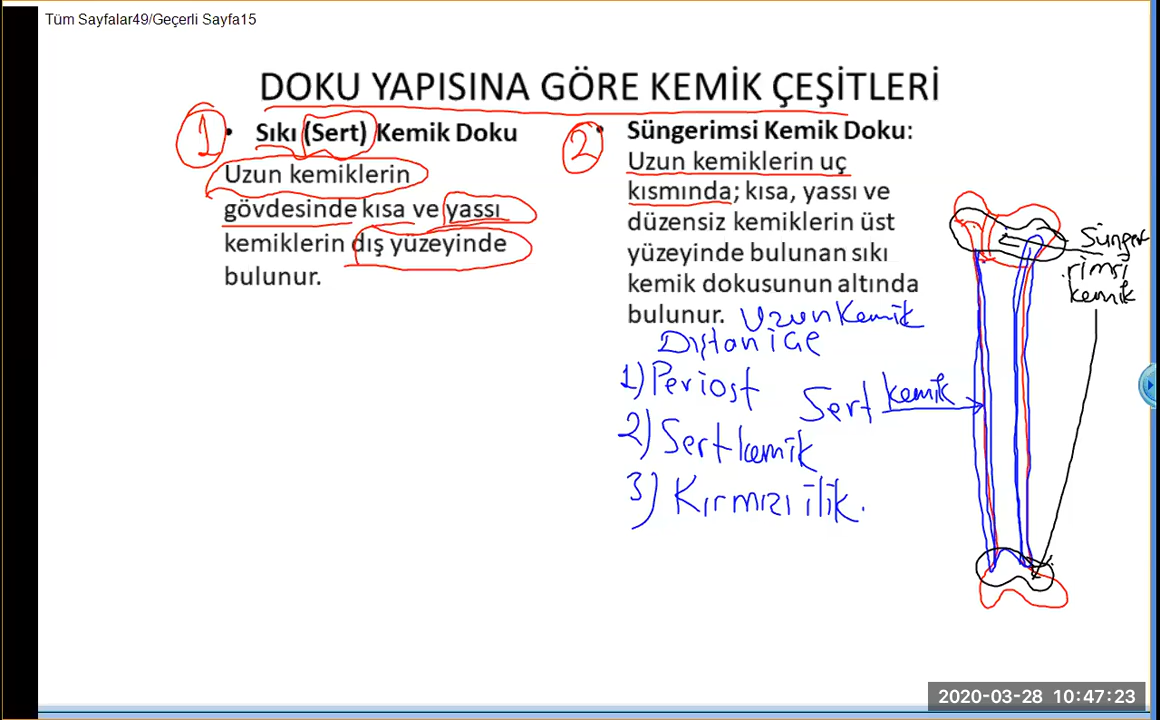 Tüm Sayfalar49/Geçerli Sayfa15
DOKU YAPISINA GÖRE KEMİK ÇEŞİTLERİ
1
• Sıkı (Sert) Kemik Doku
Uzun kemiklerin
gövdesinde kısa ve yassı
kemiklerin dış yüzeyinde
bulunur.
2
• Süngerimsi Kemik Doku:
Uzun kemiklerin uç
kısmında; kısa, yassı ve
düzensiz kemiklerin üst
yüzeyinde bulunan sıkı
kemik dokusunun altında
bulunur.
Uzun Kemik
Dıştan içe
1) Periost
2) Sert kemik
3) Kırmızı ilik.
Sert kemik
Sünge
rimsi
kemik
2020-03-28 10:47:23